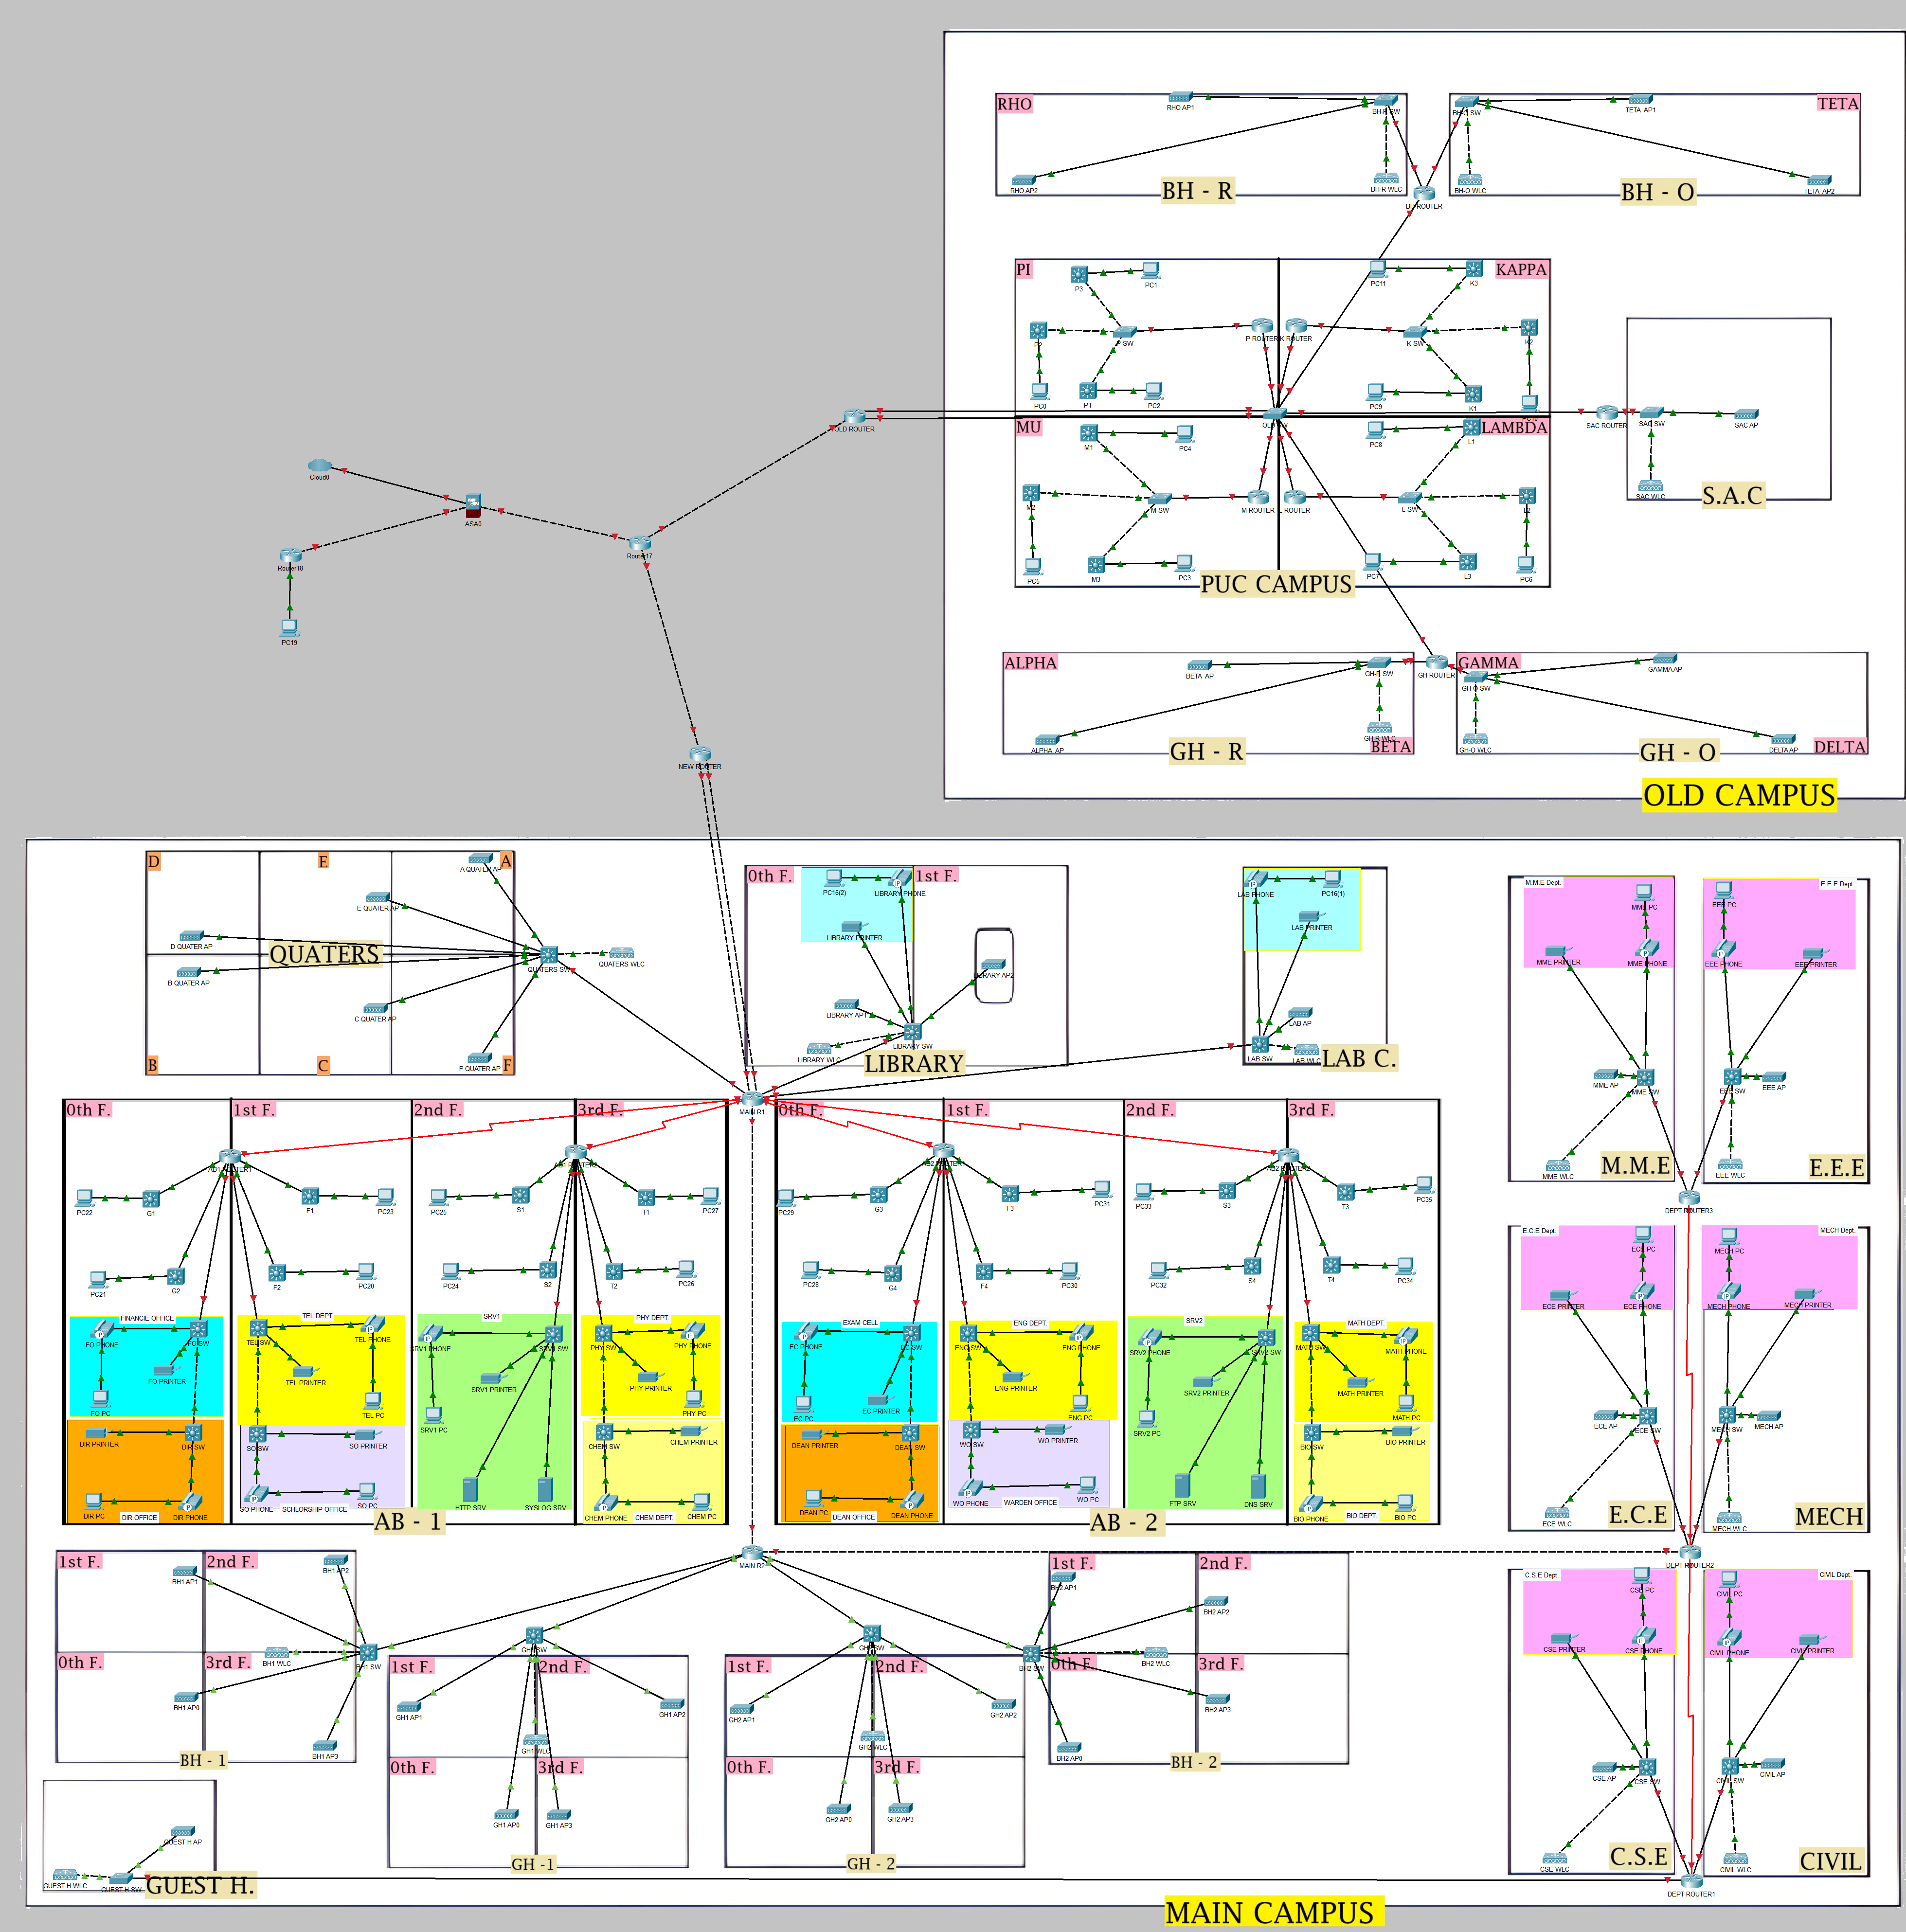 RHO
RHO AP1
BH-R SW
RHO AP2
BH-R WLC
BH - R
TETA
TETA AP1
BH-O SW
BH-O WLC
TETA AP2
BH - O
BH ROUTER
PI
P3
PC1
P2
P SW
P ROUTER
PC0
P1
PC2
KAPPA
PC11
K3
K ROUTER
K SW
K2
PC9
K1
MU
M1
PC4
M2
M SW
M ROUTER
PC5
M3
PC3
LAMBDA
PC8
L1
L ROUTER
L SW
L2
PC7
L3
PC6
PUC CAMPUS
OLD ROUTER
SAC ROUTER
SAC SW
SAC AP
SAC WLC
S.A.C
Cloud0
ASA0
Router18
PC19
Router17
NEW ROUTER
ALPHA
BETA AP
GH-R SW
ALPHA AP
GH-R WLC
BETA
GH - R
GH ROUTER
GAMMA
GAMMA AP
GH-O SW
GH-O WLC
DELTA AP
DELTA
GH - O
OLD CAMPUS
D
E
A
A QUATER AP
E QUATER AP
D QUATER AP
QUATERS
QUATERS SW
QUATERS WLC
B QUATER AP
C QUATER AP
F QUATER AP
B
C
F
0th F.
1st F.
PC16(2)
LIBRARY PHONE
LIBRARY PRINTER
LIBRARY AP2
LIBRARY AP1
LIBRARY SW
LIBRARY WLC
LIBRARY
LAB PHONE
PC16(1)
LAB PRINTER
LAB AP
LAB SW
LAB WLC
LAB C.
M.M.E Dept.
MME PC
MME PRINTER
MME PHONE
MME AP
MME SW
MME WLC
M.M.E
E.E.E Dept.
EEE PC
EEE PHONE
EEE PRINTER
EEE SW
EEE AP
EEE WLC
E.E.E
DEPT ROUTER3
MAIN R1
0th F.
1st F.
2nd F.
3rd F.
AB1 ROUTER1
PC22
G1
F1
PC23
PC25
S1
T1
PC27
PC21
G2
F2
PC20
PC24
S2
T2
PC26
FINANCIE OFFICE
FO PHONE
FO SW
FO PRINTER
FO PC
TEL DEPT.
TEL SW
TEL PHONE
TEL PRINTER
TEL PC
SRV1
SRV1 PHONE
SRV1 SW
SRV1 PRINTER
SRV1 PC
HTTP SRV
SYSLOG SRV
PHY DEPT.
PHY SW
PHY PHONE
PHY PRINTER
PHY PC
DIR PRINTER
DIR SW
DIR PC
DIR OFFICE
DIR PHONE
SO SW
SO PRINTER
SO PHONE
SCHLORSHIP OFFICE
SO PC
CHEM SW
CHEM PRINTER
CHEM PHONE
CHEM DEPT.
CHEM PC
AB - 1
0th F.
1st F.
2nd F.
3rd F.
PC29
G3
F3
PC31
PC33
S3
T3
PC35
PC28
G4
F4
PC30
PC32
S4
T4
PC34
EXAM CELL
EC PHONE
EC SW
EC PC
EC PRINTER
ENG DEPT.
ENG SW
ENG PHONE
ENG PRINTER
ENG PC
SRV2
SRV2 PHONE
SRV2 SW
SRV2 PRINTER
SRV2 PC
FTP SRV
DNS SRV
MATH DEPT.
MATH SW
MATH PHONE
MATH PRINTER
MATH PC
DEAN PRINTER
DEAN SW
DEAN PC
DEAN OFFICE
DEAN PHONE
WO SW
WO PRINTER
WO PHONE
WARDEN OFFICE
WO PC
BIO SW
BIO PRINTER
BIO PHONE
BIO DEPT.
BIO PC
AB - 2
E.C.E Dept.
ECE PC
ECE PRINTER
ECE PHONE
ECE AP
ECE SW
ECE WLC
E.C.E
MECH Dept.
MECH PC
MECH PHONE
MECH PRINTER
MECH SW
MECH AP
MECH WLC
MECH
DEPT ROUTER2
MAIN R2
1st F.
2nd F.
BH1 AP1
BH1 AP2
BH1 WLC
BH1 SW
0th F.
3rd F.
BH1 AP0
BH1 AP3
BH - 1
1st F.
2nd F.
GH1 AP1
GH1 AP2
GH1 WLC
0th F.
3rd F.
GH1 AP0
GH1 AP3
GH -1
1st F.
2nd F.
GH2 AP1
GH2 AP2
GH2 WLC
0th F.
3rd F.
GH2 AP0
GH2 AP3
GH - 2
1st F.
2nd F.
BH2 AP1
BH2 AP2
BH2 SW
BH2 WLC
0th F.
3rd F.
BH2 AP3
BH2 AP0
BH - 2
C.S.E Dept.
CSE PC
CSE PRINTER
CSE PHONE
CSE AP
CSE SW
CSE WLC
C.S.E
CIVIL Dept.
CIVIL PC
CIVIL PHONE
CIVIL PRINTER
CIVIL SW
CIVIL AP
CIVIL WLC
CIVIL
DEPT ROUTER1
GUEST H AP
GUEST H WLC
GUEST H SW
GUEST H.
MAIN CAMPUS